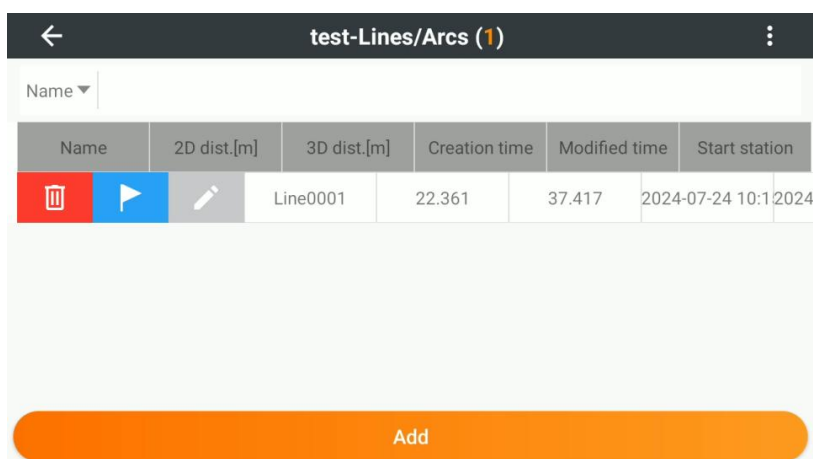 test-Lines/Arcs (1)
Name
Name 2D dist.[m] 3D dist.[m] Creation time Modified time Start station
Line0001 22.361 37.417 2024-07-24 10:1 2024
Add